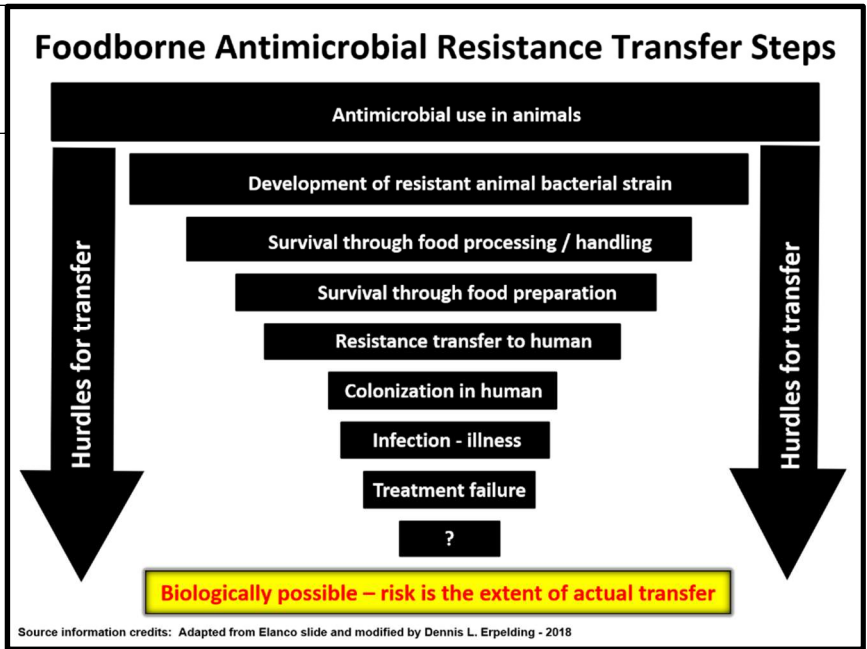 Foodborne Antimicrobial Resistance Transfer Steps
Antimicrobial use in animals
Development of resistant animal bacterial strain
Survival through food processing / handling
Survival through food preparation
Resistance transfer to human
Colonization in human
Infection - illness
Treatment failure
?
Hurdles for transfer
Hurdles for transfer
Biologically possible – risk is the extent of actual transfer
Source information credits: Adapted from Elanco slide and modified by Dennis L. Erpelding - 2018